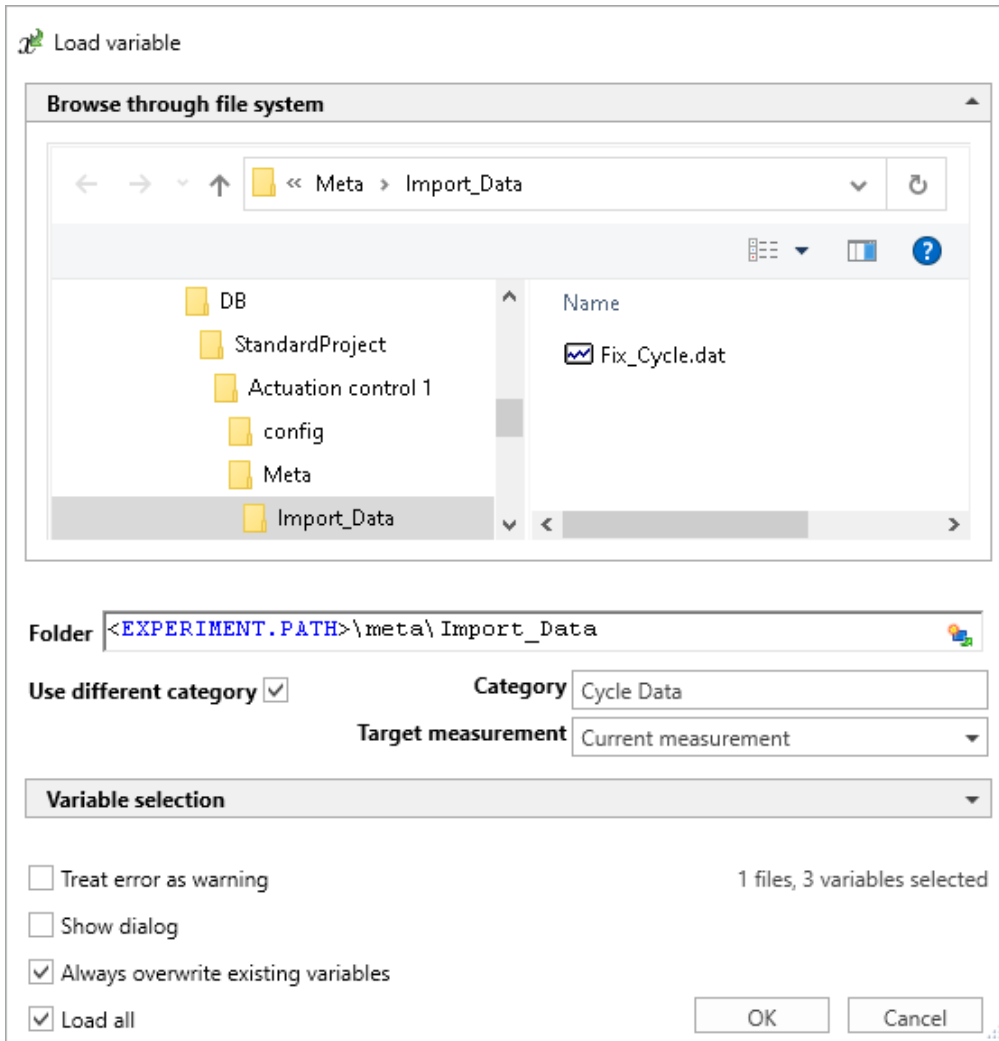 Load variable
Browse through file system
« Meta › Import_Data
DB
Name
StandardProject
Fix_Cycle.dat
Actuation control 1
config
Meta
Import_Data
Folder <EXPERIMENT.PATH>\meta\Import_Data
Use different category Category Cycle Data
Target measurement Current measurement
Variable selection
Treat error as warning 1 files, 3 variables selected
Show dialog
Always overwrite existing variables
Load all OK Cancel